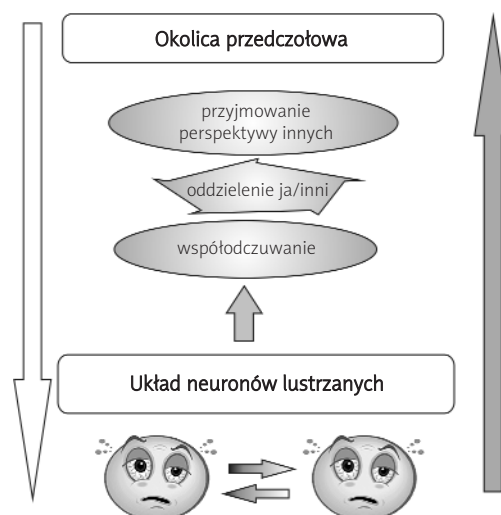 Okolica przedczołowa
przyjmowanie
perspektywy innych
oddzielenie ja/inni
współodczuwanie
Układ neuronów lustrzanych